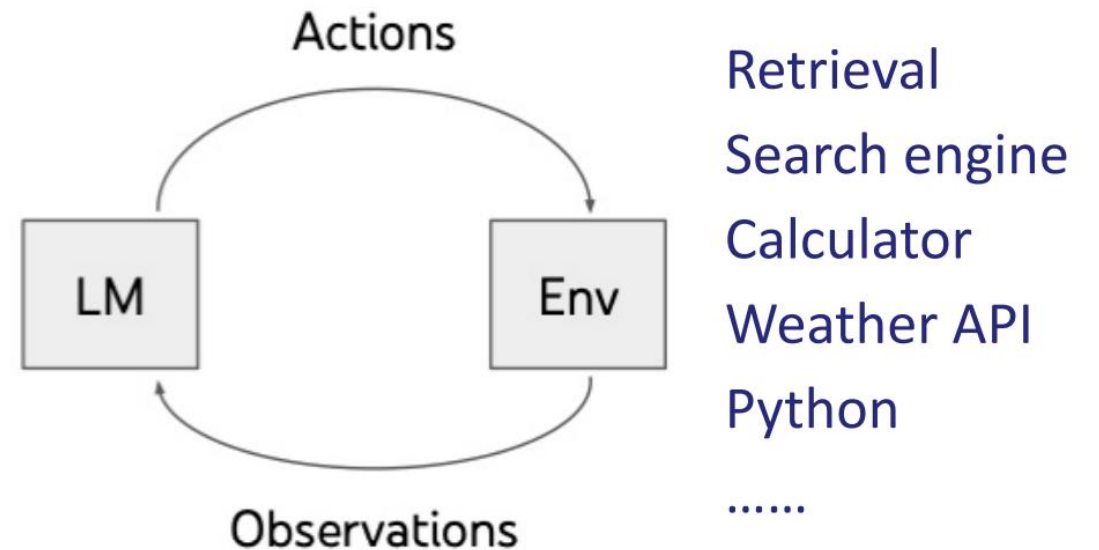 Actions
LM
Env
Observations
Retrieval
Search engine
Calculator
Weather API
Python
......